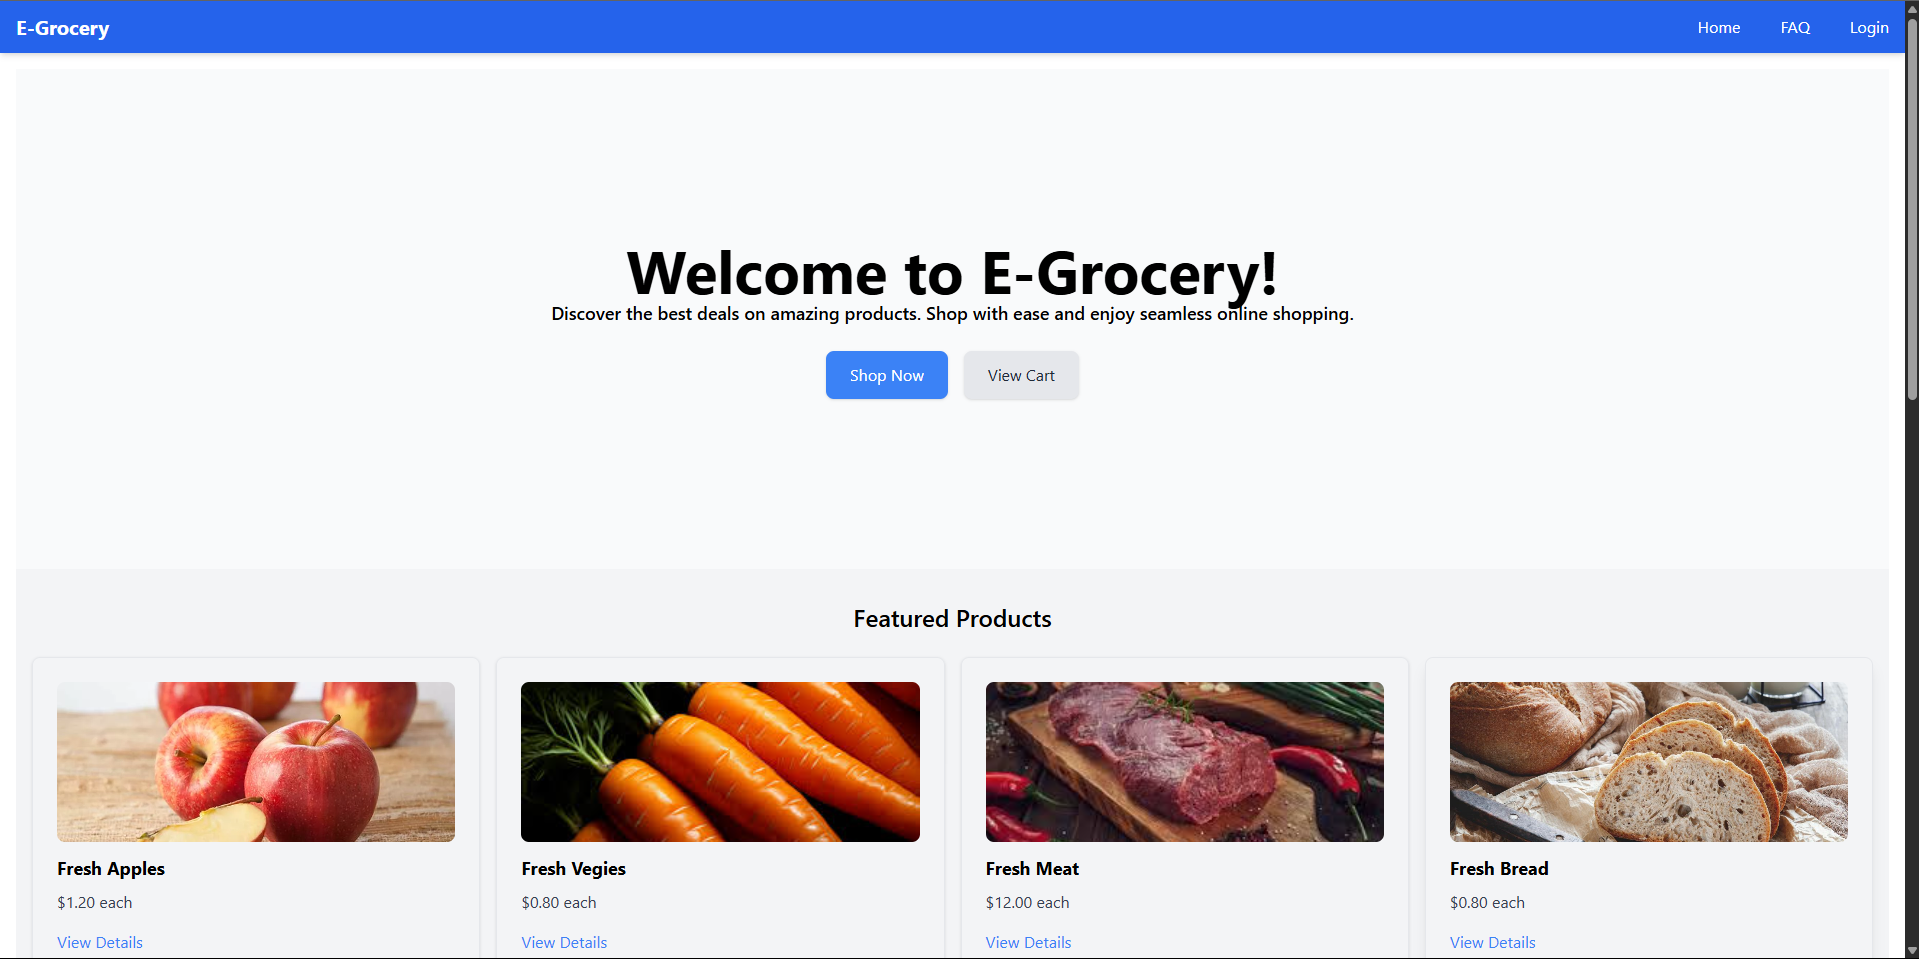 E-Grocery
Home FAQ Login
Welcome to E-Grocery!
Discover the best deals on amazing products. Shop with ease and enjoy seamless online shopping.
Shop Now View Cart
Featured Products
Fresh Apples
$1.20 each
View Details
Fresh Vegies
$0.80 each
View Details
Fresh Meat
$12.00 each
View Details
Fresh Bread
$0.80 each
View Details